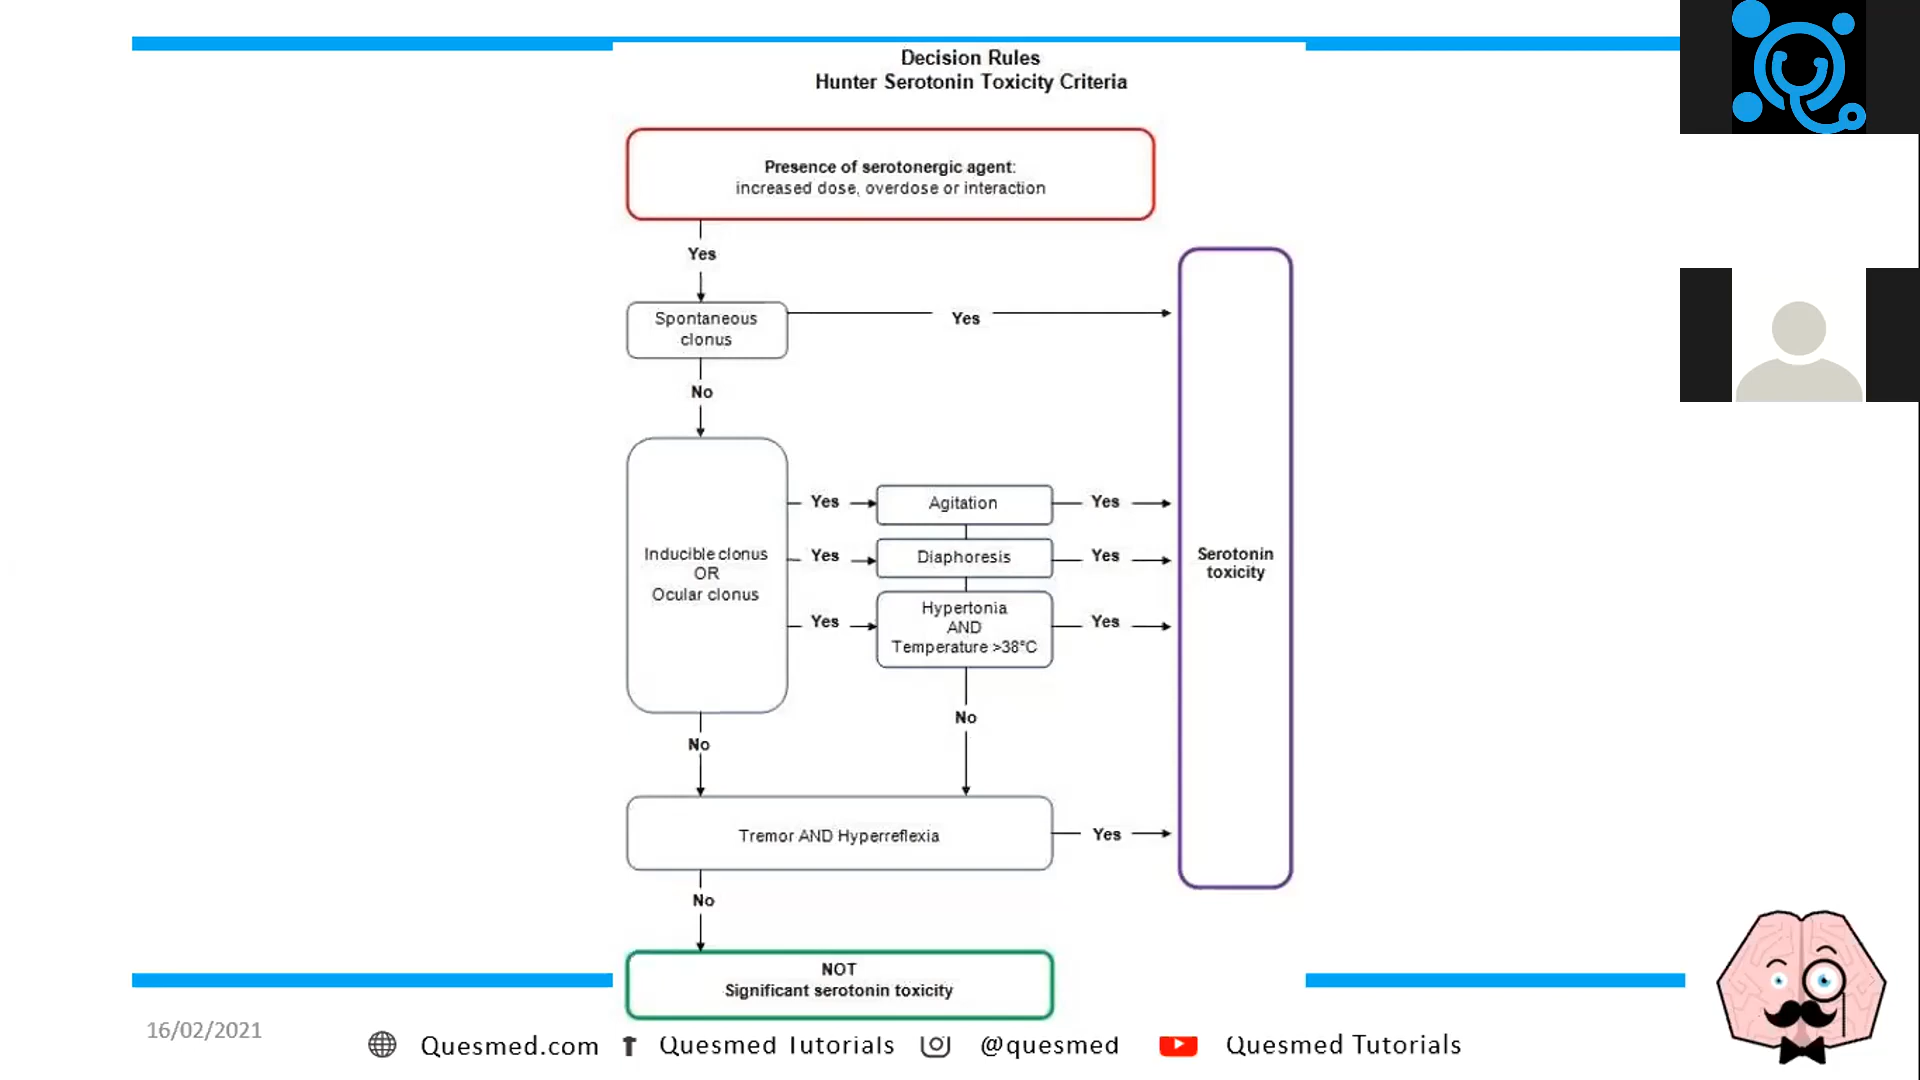 Decision Rules
Hunter Serotonin Toxicity Criteria
Presence of serotonergic agent:
increased dose, overdose or interaction
Yes
Spontaneous
clonus
Yes
No
Inducible clonus
OR
Ocular clonus
Yes
Agitation
Yes
Yes
Diaphoresis
Yes
Yes
Hypertonia
AND
Temperature >38°C
Yes
Serotonin
toxicity
No
No
Tremor AND Hyperreflexia
Yes
No
NOT
Significant serotonin toxicity
16/02/2021
Quesmed.com
Quesmed Tutorials
@quesmed
Quesmed Tutorials